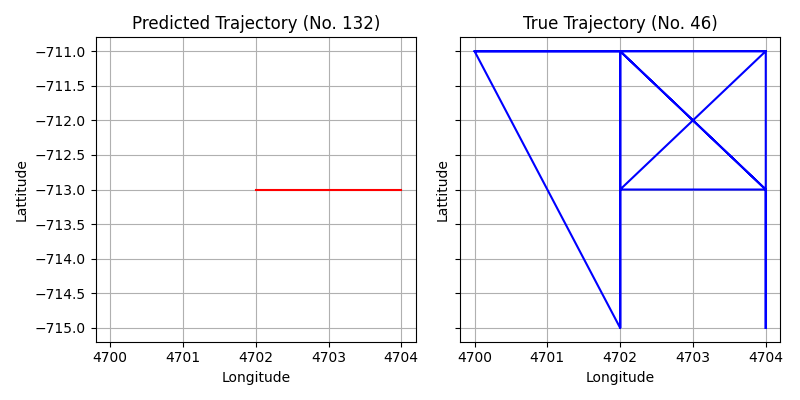 Predicted Trajectory (No. 132)
True Trajectory (No. 46)
−711.0
−711.5
−712.0
−712.5
−713.0
−713.5
−714.0
−714.5
−715.0
Lattitude
Lattitude
4700 4701 4702 4703 4704
4700 4701 4702 4703 4704
Longitude
Longitude